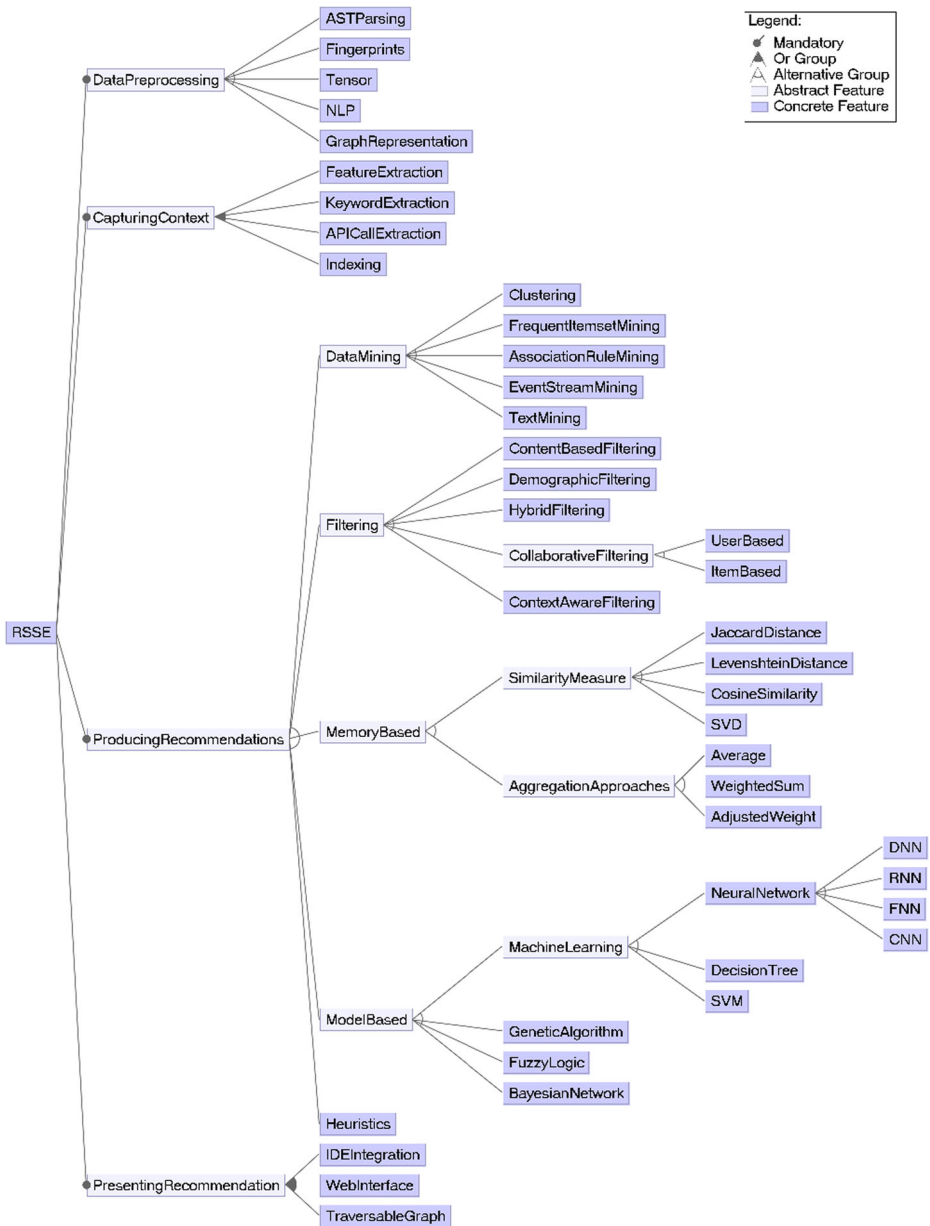 Legend:
Mandatory
Or Group
Alternative Group
Abstract Feature
Concrete Feature
ASTParsing
Fingerprints
DataPreprocessing
Tensor
NLP
GraphRepresentation
FeatureExtraction
KeywordExtraction
CapturingContext
APICallExtraction
Indexing
Clustering
FrequentItemsetMining
DataMining
AssociationRuleMining
EventStreamMining
TextMining
ContentBasedFiltering
DemographicFiltering
HybridFiltering
Filtering
UserBased
CollaborativeFiltering
ItemBased
ContextAwareFiltering
RSSE
JaccardDistance
LevenshteinDistance
SimilarityMeasure
CosineSimilarity
SVD
ProducingRecommendations
MemoryBased
Average
AggregationApproaches
WeightedSum
AdjustedWeight
DNN
RNN
NeuralNetwork
FNN
CNN
MachineLearning
DecisionTree
SVM
ModelBased
GeneticAlgorithm
FuzzyLogic
BayesianNetwork
Heuristics
IDEIntegration
PresentingRecommendation
WebInterface
TraversableGraph